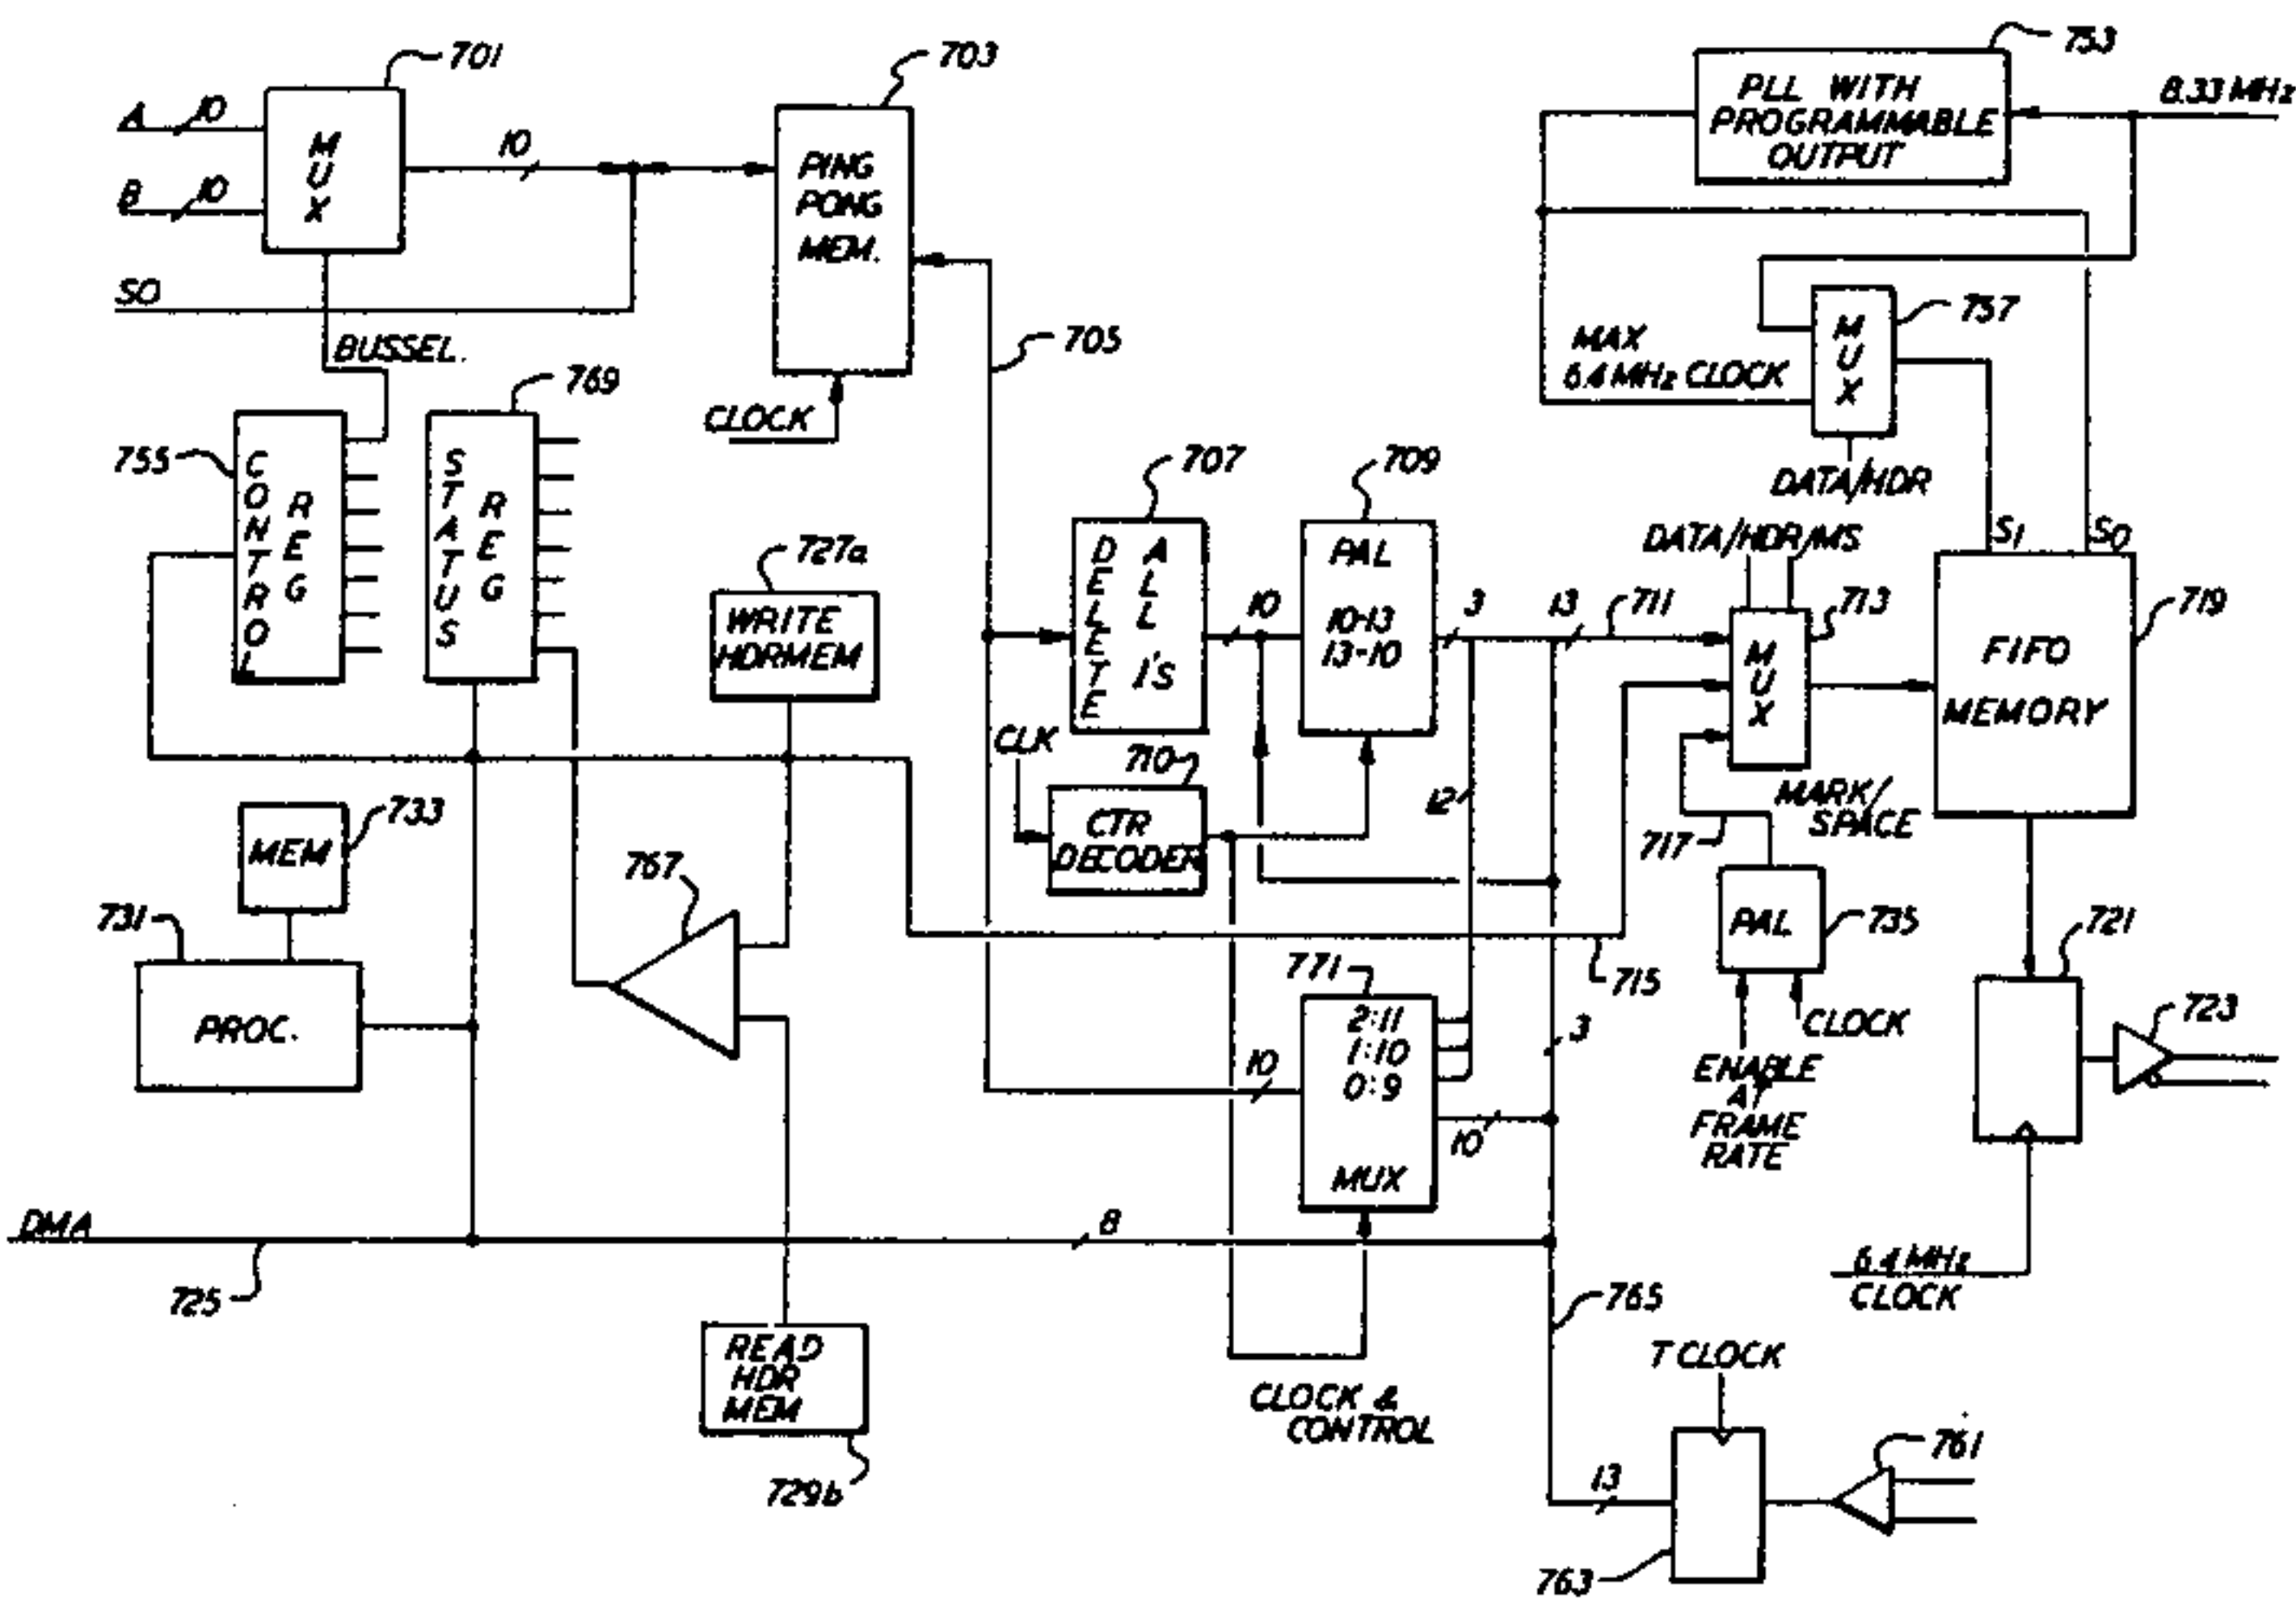 701
A
10
MUX
B
10
10
SO
BUSSEL.
703
PING
PONG
MEM.
CLOCK
705
753
PLL WITH
PROGRAMMABLE
OUTPUT
8.33 MHz
757
MUX
MAX
6.4 MHz CLOCK
DATA/HDR
755
CONTROL
REG
769
STATUS
REG
727a
WRITE
HDRMEM
707
DELETE
ALL
1'S
10
709
PAL
10-13
13-10
3
13
711
DATA/HDR/MS
713
MUX
S1
SO
719
FIFO
MEMORY
CLK
710
CTR
DECODER
12
MARK/
SPACE
717
PAL
735
CLOCK
ENABLE
AT
FRAME
RATE
733
MEM
731
PROC.
767
715
771
2:11
1:10
0:9
MUX
10
10
3
721
723
6.4 MHz
CLOCK
DMA
725
8
READ
HDR
MEM
729b
CLOCK &
CONTROL
765
T CLOCK
13
763
761